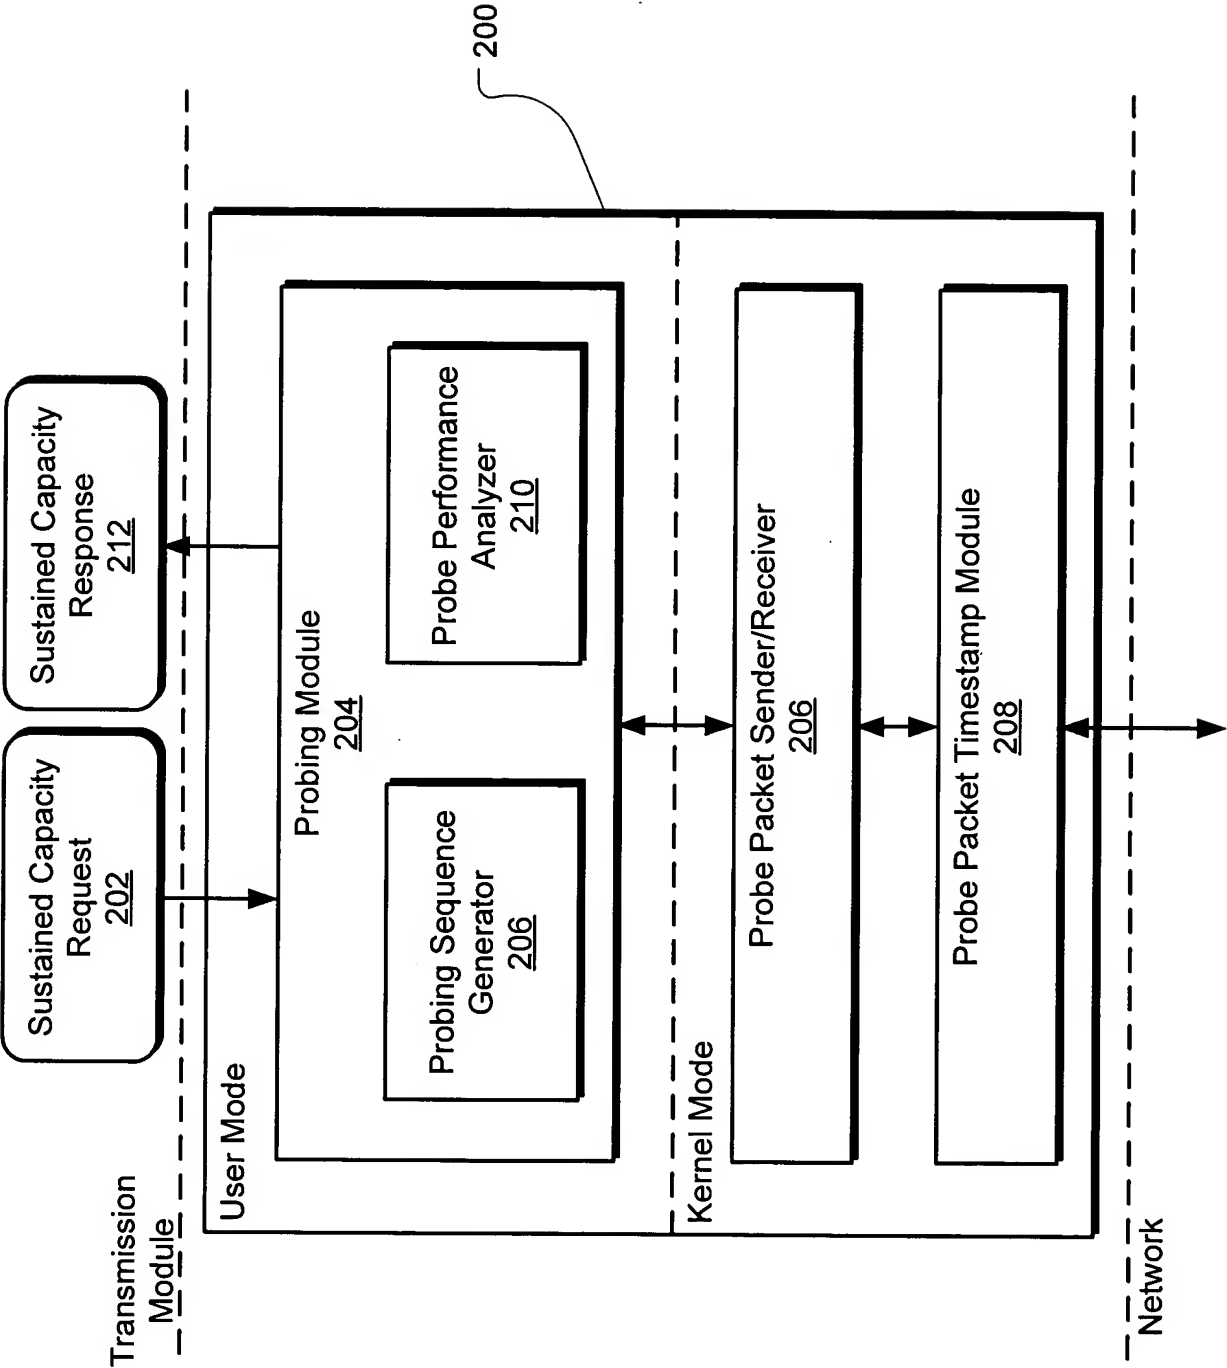 Transmission
Module
Sustained Capacity
Request
202
Sustained Capacity
Response
212
200
User Mode
Probing Module
204
Probing Sequence
Generator
206
Probe Performance
Analyzer
210
Kernel Mode
Probe Packet Sender/Receiver
206
Probe Packet Timestamp Module
208
Network